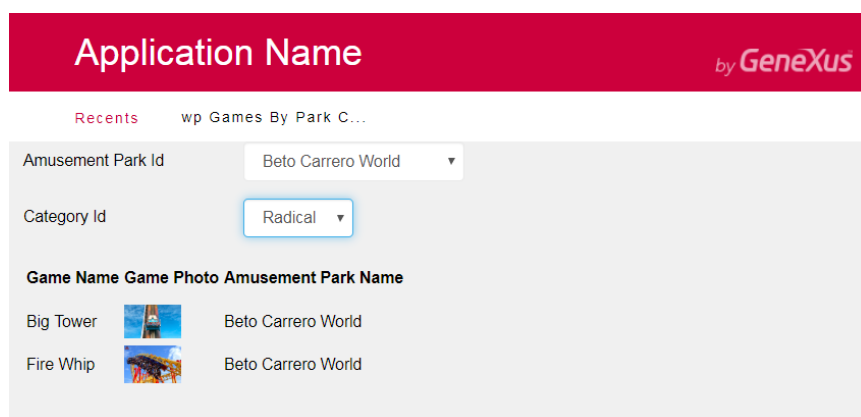 Application Name
by GeneXus
Recents wp Games By Park C...
Amusement Park Id Beto Carrero World
Category Id Radical
Game Name Game Photo Amusement Park Name
Big Tower Beto Carrero World
Fire Whip Beto Carrero World